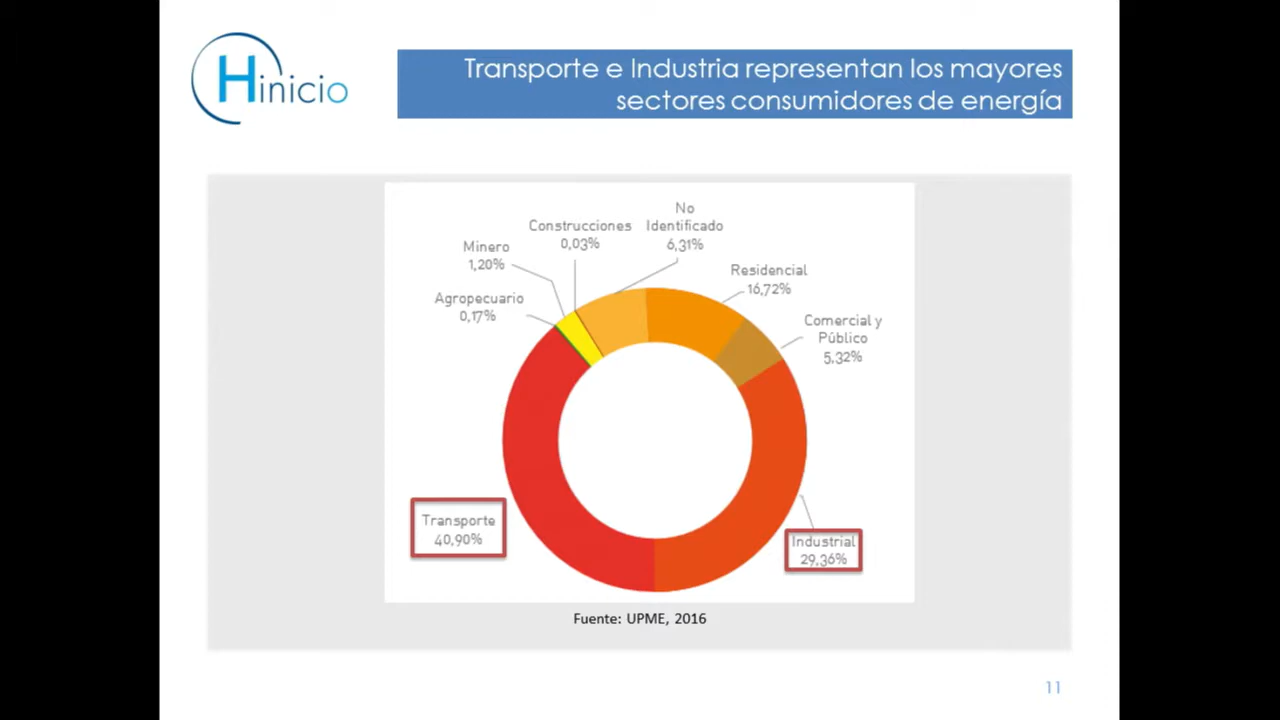 Hinicio
Transporte e Industria representan los mayores
sectores consumidores de energía
No
Identificado
6,31%
Construcciones
0,03%
Minero
1,20%
Agropecuario
0,17%
Residencial
16,72%
Comercial y
Público
5,32%
Transporte
40,90%
Industrial
29,36%
Fuente: UPME, 2016
11